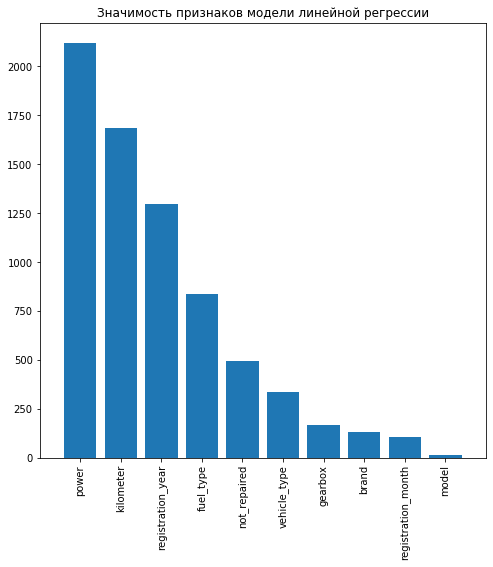 Значимость признаков модели линейной регрессии
2000
1750
1500
1250
1000
750
500
250
0
power
kilometer
registration_year
fuel_type
not_repaired
vehicle_type
gearbox
brand
registration_month
model